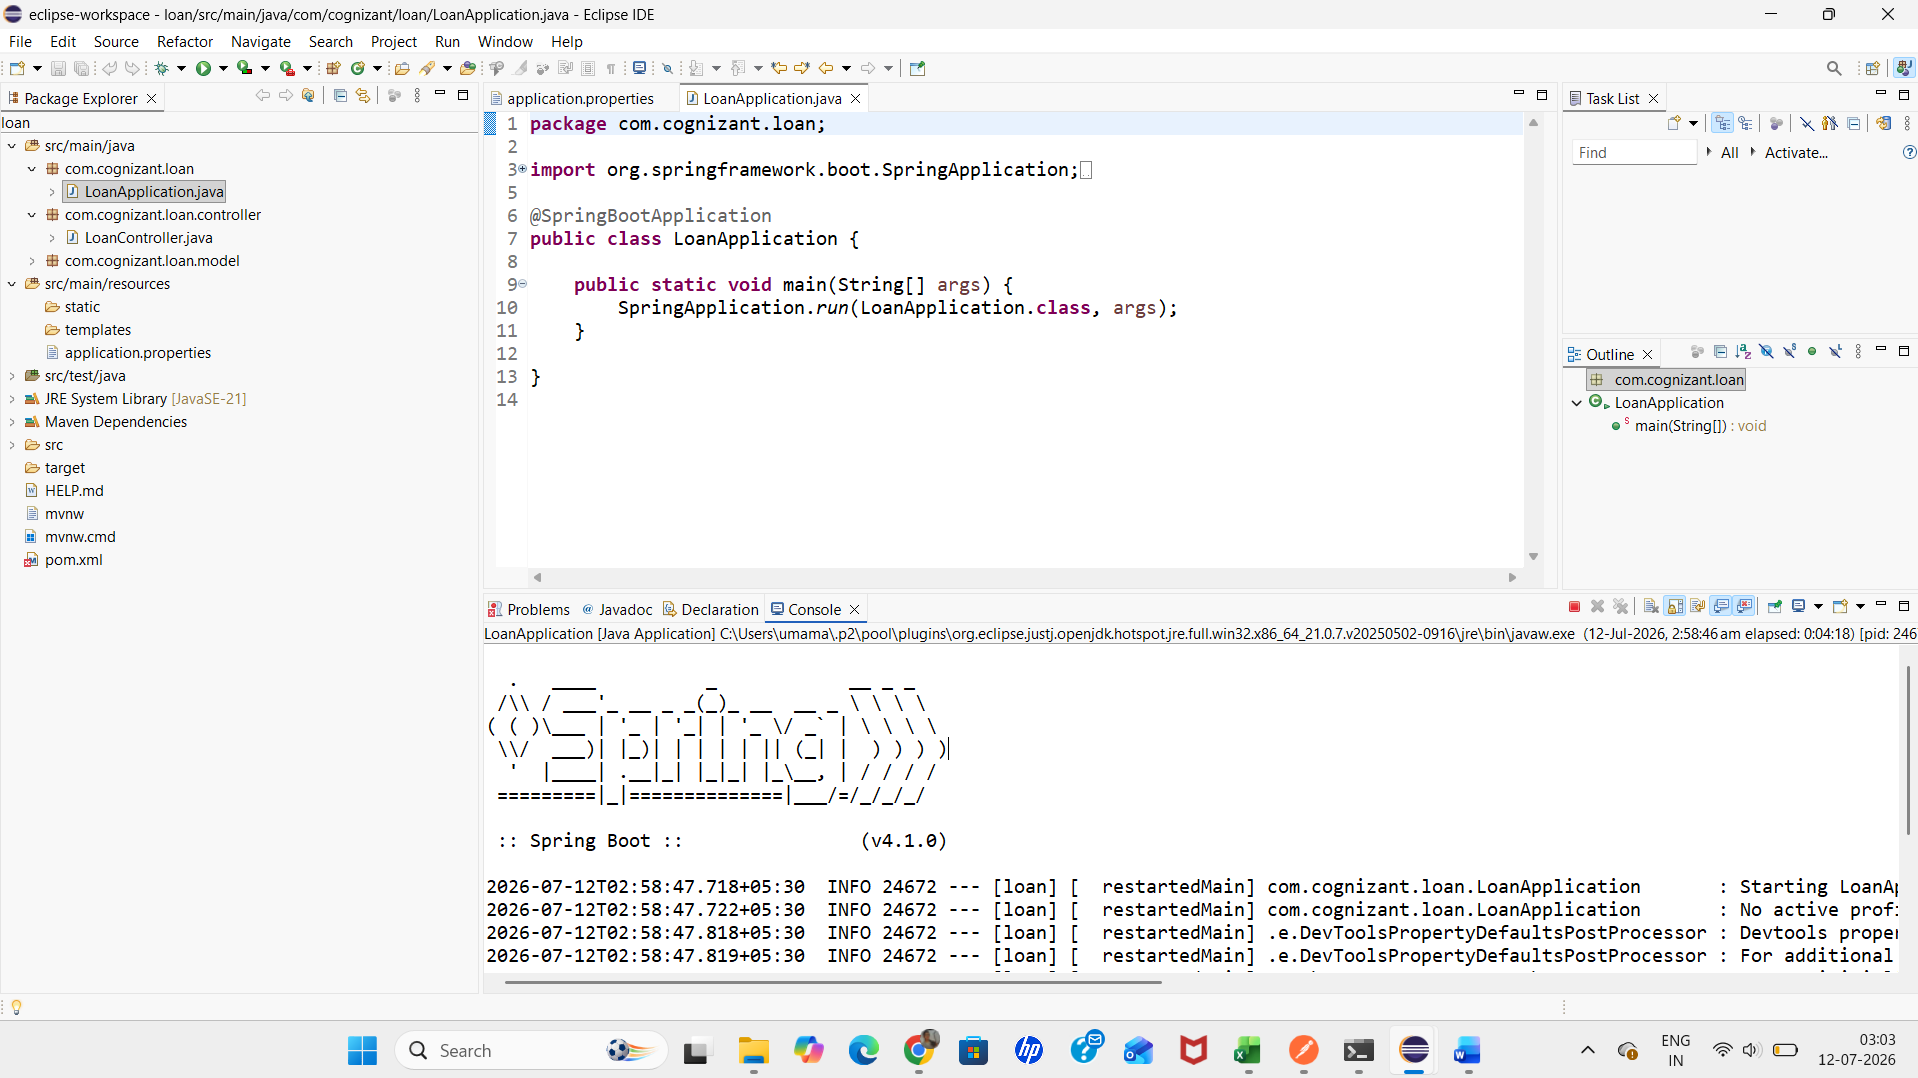 eclipse-workspace - loan/src/main/java/com/cognizant/loan/LoanApplication.java - Eclipse IDE
File Edit Source Refactor Navigate Search Project Run Window Help
Package Explorer
loan
src/main/java
com.cognizant.loan
LoanApplication.java
com.cognizant.loan.controller
LoanController.java
com.cognizant.loan.model
src/main/resources
static
templates
application.properties
src/test/java
JRE System Library [JavaSE-21]
Maven Dependencies
src
target
HELP.md
mvnw
mvnw.cmd
pom.xml
application.properties LoanApplication.java
1 package com.cognizant.loan;
2
3 import org.springframework.boot.SpringApplication;
5
6 @SpringBootApplication
7 public class LoanApplication {
8
9 public static void main(String[] args) {
10 SpringApplication.run(LoanApplication.class, args);
11 }
12
13 }
14
Task List
Find All Activate...
Outline
com.cognizant.loan
LoanApplication
main(String[]) : void
Problems Javadoc Declaration Console
LoanApplication [Java Application] C:\Users\umama\.p2\pool\plugins\org.eclipse.justj.openjdk.hotspot.jre.full.win32.x86_64_21.0.7.v20250502-0916\jre\bin\javaw.exe (12-Jul-2026, 2:58:46 am elapsed: 0:04:18) [pid: 246
Spring
:: Spring Boot :: (v4.1.0)
2026-07-12T02:58:47.718+05:30 INFO 24672 --- [loan] [ restartedMain] com.cognizant.loan.LoanApplication : Starting LoanAp
2026-07-12T02:58:47.722+05:30 INFO 24672 --- [loan] [ restartedMain] com.cognizant.loan.LoanApplication : No active prof
2026-07-12T02:58:47.818+05:30 INFO 24672 --- [loan] [ restartedMain] .e.DevToolsPropertyDefaultsPostProcessor : Devtools proper
2026-07-12T02:58:47.819+05:30 INFO 24672 --- [loan] [ restartedMain] .e.DevToolsPropertyDefaultsPostProcessor : For additional
Search
ENG
IN
03:03
12-07-2026